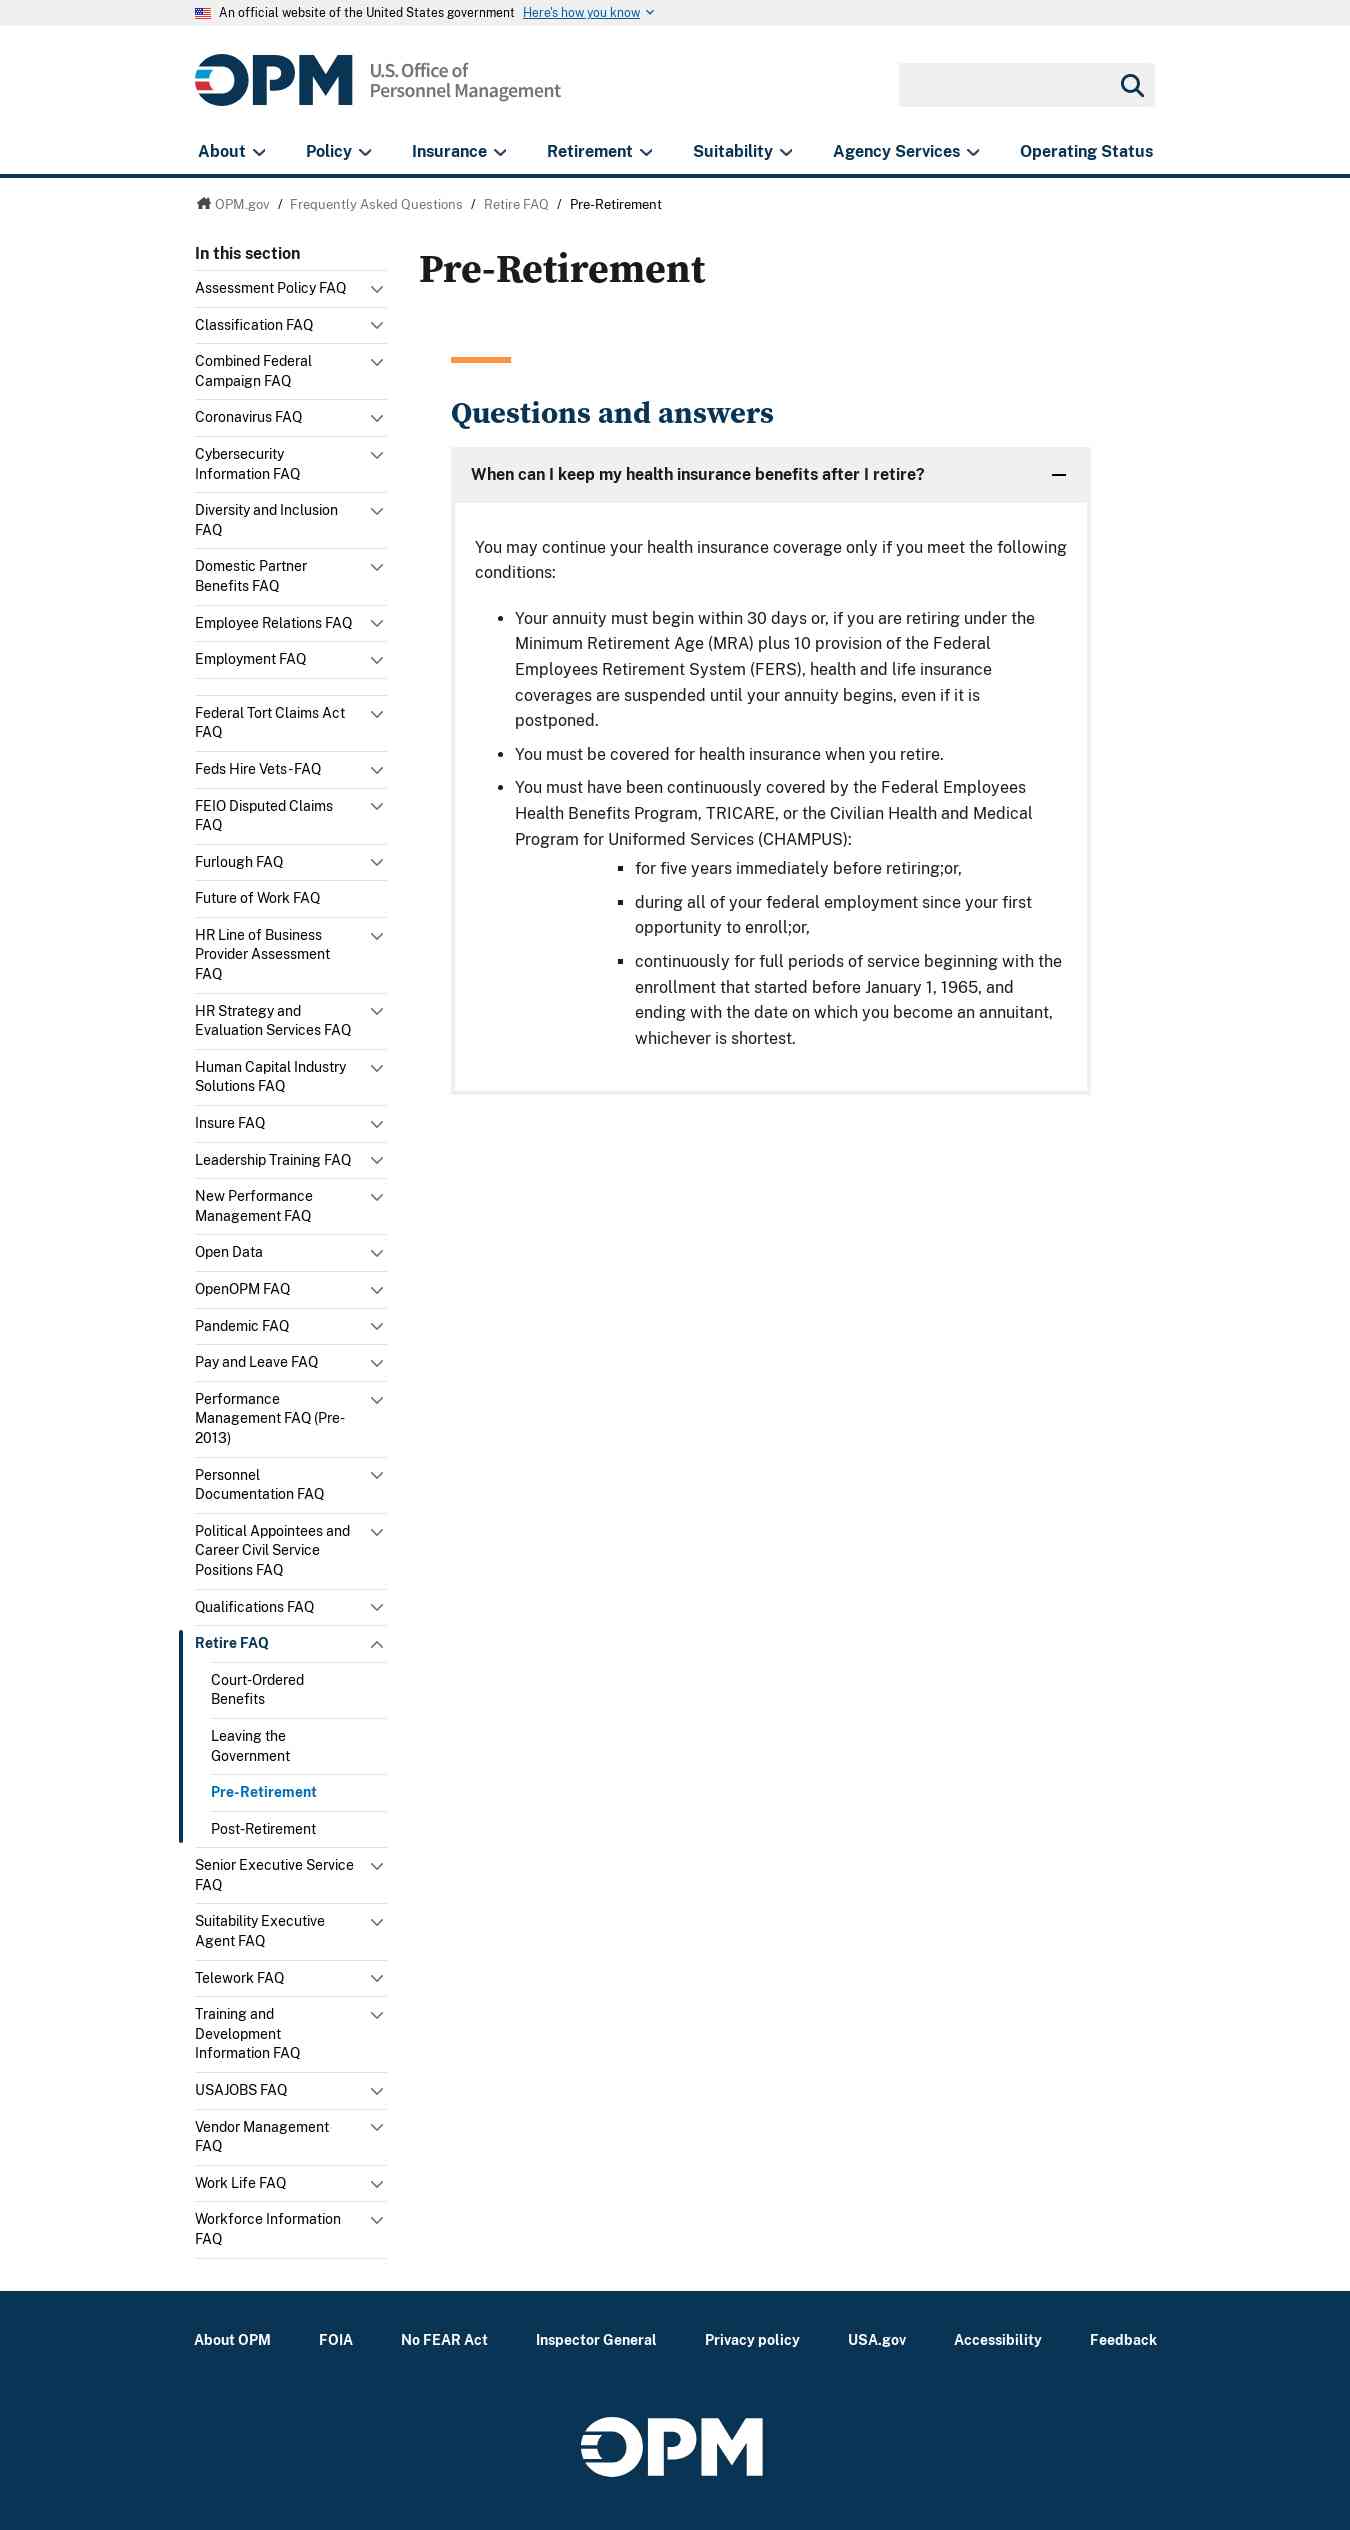 An official website of the United States government Here's how you know
OPM U.S. Office of
Personnel Management
About Policy Insurance Retirement Suitability Agency Services Operating Status
OPM.gov / Frequently Asked Questions / Retire FAQ / Pre-Retirement
In this section
Assessment Policy FAQ
Classification FAQ
Combined Federal
Campaign FAQ
Coronavirus FAQ
Cybersecurity
Information FAQ
Diversity and Inclusion
FAQ
Domestic Partner
Benefits FAQ
Employee Relations FAQ
Employment FAQ
Federal Tort Claims Act
FAQ
Feds Hire Vets-FAQ
FEIO Disputed Claims
FAQ
Furlough FAQ
Future of Work FAQ
HR Line of Business
Provider Assessment
FAQ
HR Strategy and
Evaluation Services FAQ
Human Capital Industry
Solutions FAQ
Insure FAQ
Leadership Training FAQ
New Performance
Management FAQ
Open Data
OpenOPM FAQ
Pandemic FAQ
Pay and Leave FAQ
Performance
Management FAQ (Pre-
2013)
Personnel
Documentation FAQ
Political Appointees and
Career Civil Service
Positions FAQ
Qualifications FAQ
Retire FAQ
Court-Ordered
Benefits
Leaving the
Government
Pre-Retirement
Post-Retirement
Senior Executive Service
FAQ
Suitability Executive
Agent FAQ
Telework FAQ
Training and
Development
Information FAQ
USAJOBS FAQ
Vendor Management
FAQ
Work Life FAQ
Workforce Information
FAQ
Pre-Retirement
Questions and answers
When can I keep my health insurance benefits after I retire?
You may continue your health insurance coverage only if you meet the following
conditions:
• Your annuity must begin within 30 days or, if you are retiring under the
Minimum Retirement Age (MRA) plus 10 provision of the Federal
Employees Retirement System (FERS), health and life insurance
coverages are suspended until your annuity begins, even if it is
postponed.
• You must be covered for health insurance when you retire.
• You must have been continuously covered by the Federal Employees
Health Benefits Program, TRICARE, or the Civilian Health and Medical
Program for Uniformed Services (CHAMPUS):
▪ for five years immediately before retiring;or,
▪ during all of your federal employment since your first
opportunity to enroll;or,
▪ continuously for full periods of service beginning with the
enrollment that started before January 1, 1965, and
ending with the date on which you become an annuitant,
whichever is shortest.
About OPM FOIA No FEAR Act Inspector General Privacy policy USA.gov Accessibility Feedback
OPM